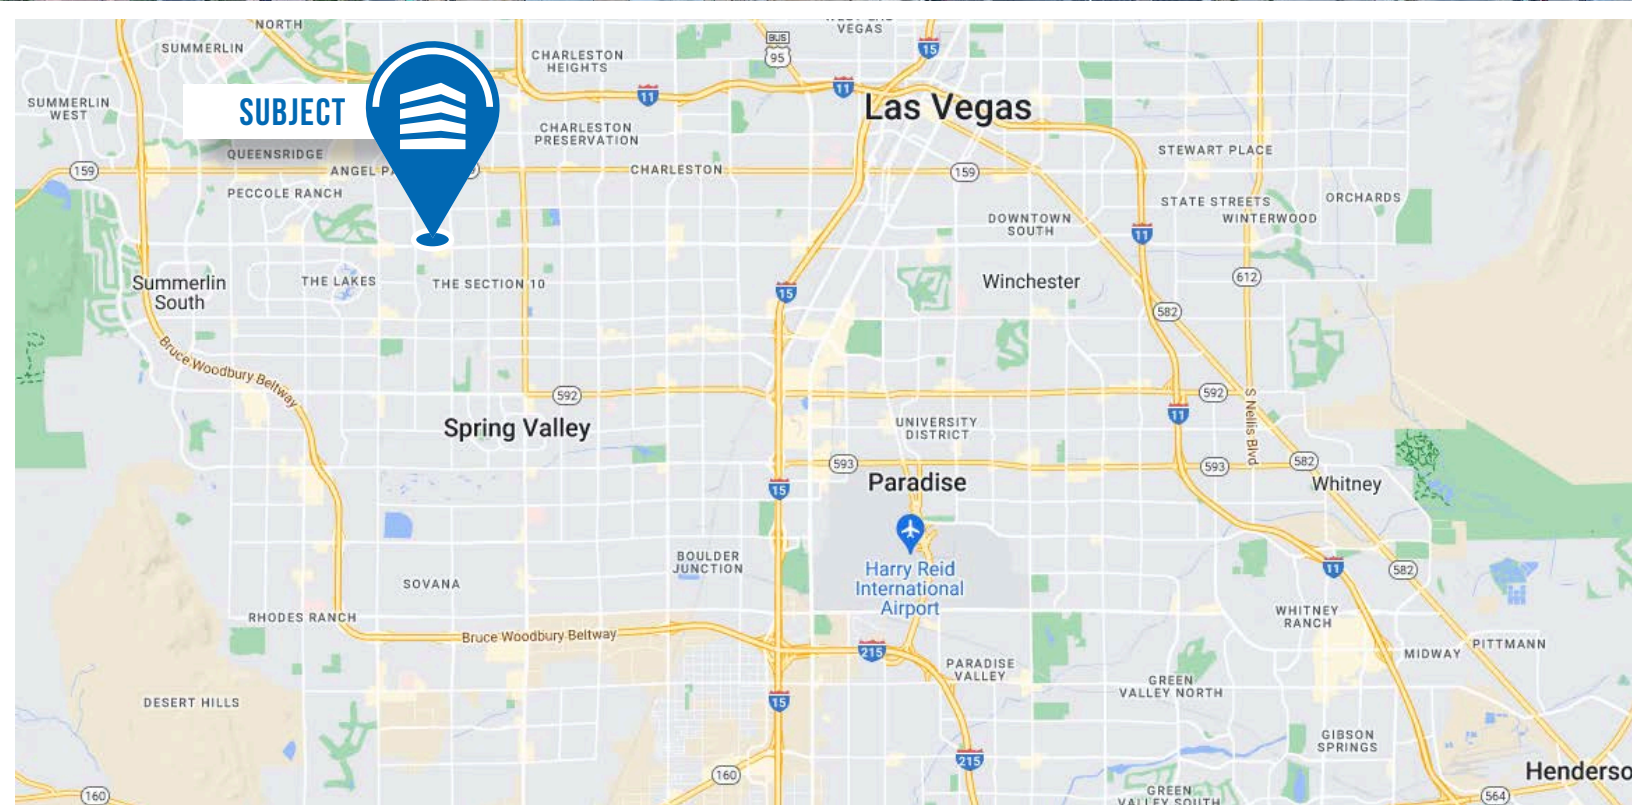 NORTH
SUMMERLIN
CHARLESTON
HEIGHTS
BUS
95
VEGAS
15
SUMMERLIN
WEST
SUBJECT
11
11
Las Vegas
CHARLESTON
PRESERVATION
QUEENSRIDGE
STEWART PLACE
159
ANGEL
CHARLESTON
159
PECCOLE RANCH
STATE STREETS
ORCHARDS
DOWNTOWN
SOUTH
WINTERWOOD
11
Summerlin
South
THE LAKES
THE SECTION 10
15
Winchester
612
582
Bruce Woodbury Beltway
592
592
11
S Nellis Blvd
Spring Valley
UNIVERSITY
DISTRICT
593
593
582
Paradise
Whitney
15
Harry Reid
International
Airport
BOULDER
JUNCTION
11
582
SOVANA
RHODES RANCH
WHITNEY
RANCH
Bruce Woodbury Beltway
215
MIDWAY
PITTMANN
PARADISE
VALLEY
GREEN
VALLEY NORTH
DESERT HILLS
15
GIBSON
SPRINGS
215
160
Henderso
160
GREEN
VALLEY SOUTH
564